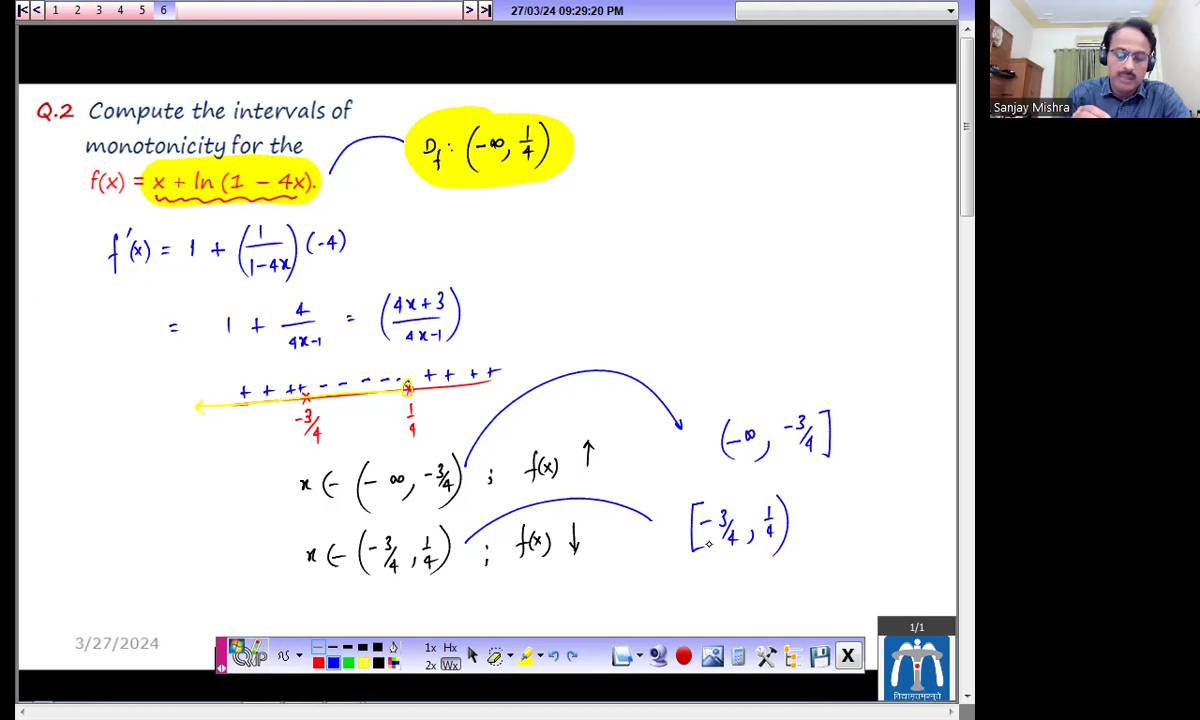 1 2 3 4 5 6
27/03/24 09:29:20 PM
Sanjay Mishra
Q.2 Compute the intervals of
monotonicity for the
f(x) = x + ln (1 − 4x).
D_f : (-∞, 1/4)
f'(x) = 1 + (1/(1-4x)) (-4)
= 1 + 4/(4x-1) = ((4x+3)/(4x-1))
+ + ++ - - - - - + + + +
-3/4 1/4
x ∈ (-∞, -3/4) ; f(x) ↑ (-∞, -3/4]
x ∈ (-3/4, 1/4) ; f(x) ↓ [-3/4, 1/4)
3/27/2024
1/1
1x Hx
2x Wx
X